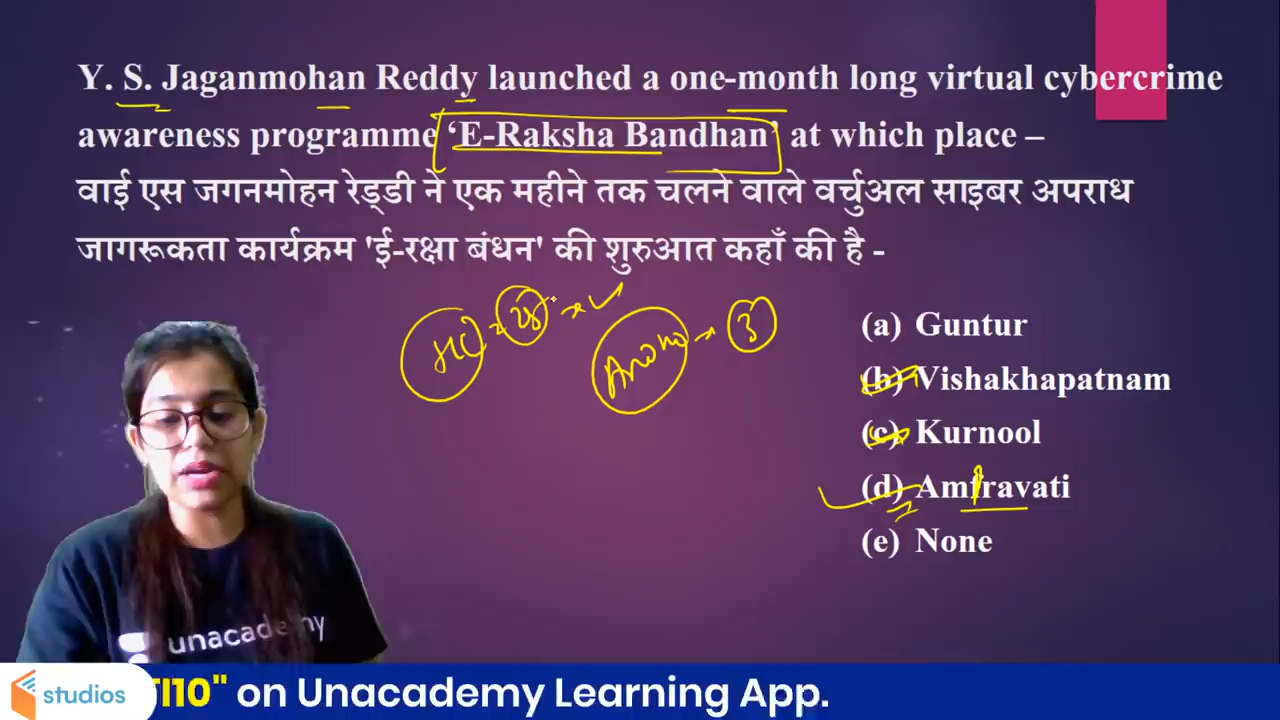 Y. S. Jaganmohan Reddy launched a one-month long virtual cybercrime
awareness programme ‘E-Raksha Bandhan’ at which place –
वाई एस जगनमोहन रेड्डी ने एक महीने तक चलने वाले वर्चुअल साइबर अपराध
जागरूकता कार्यक्रम 'ई-रक्षा बंधन' की शुरुआत कहाँ की है -
(a) Guntur
(b) Vishakhapatnam
(c) Kurnool
(d) Amravati
(e) None
unacademy
studios
TI10" on Unacademy Learning App.